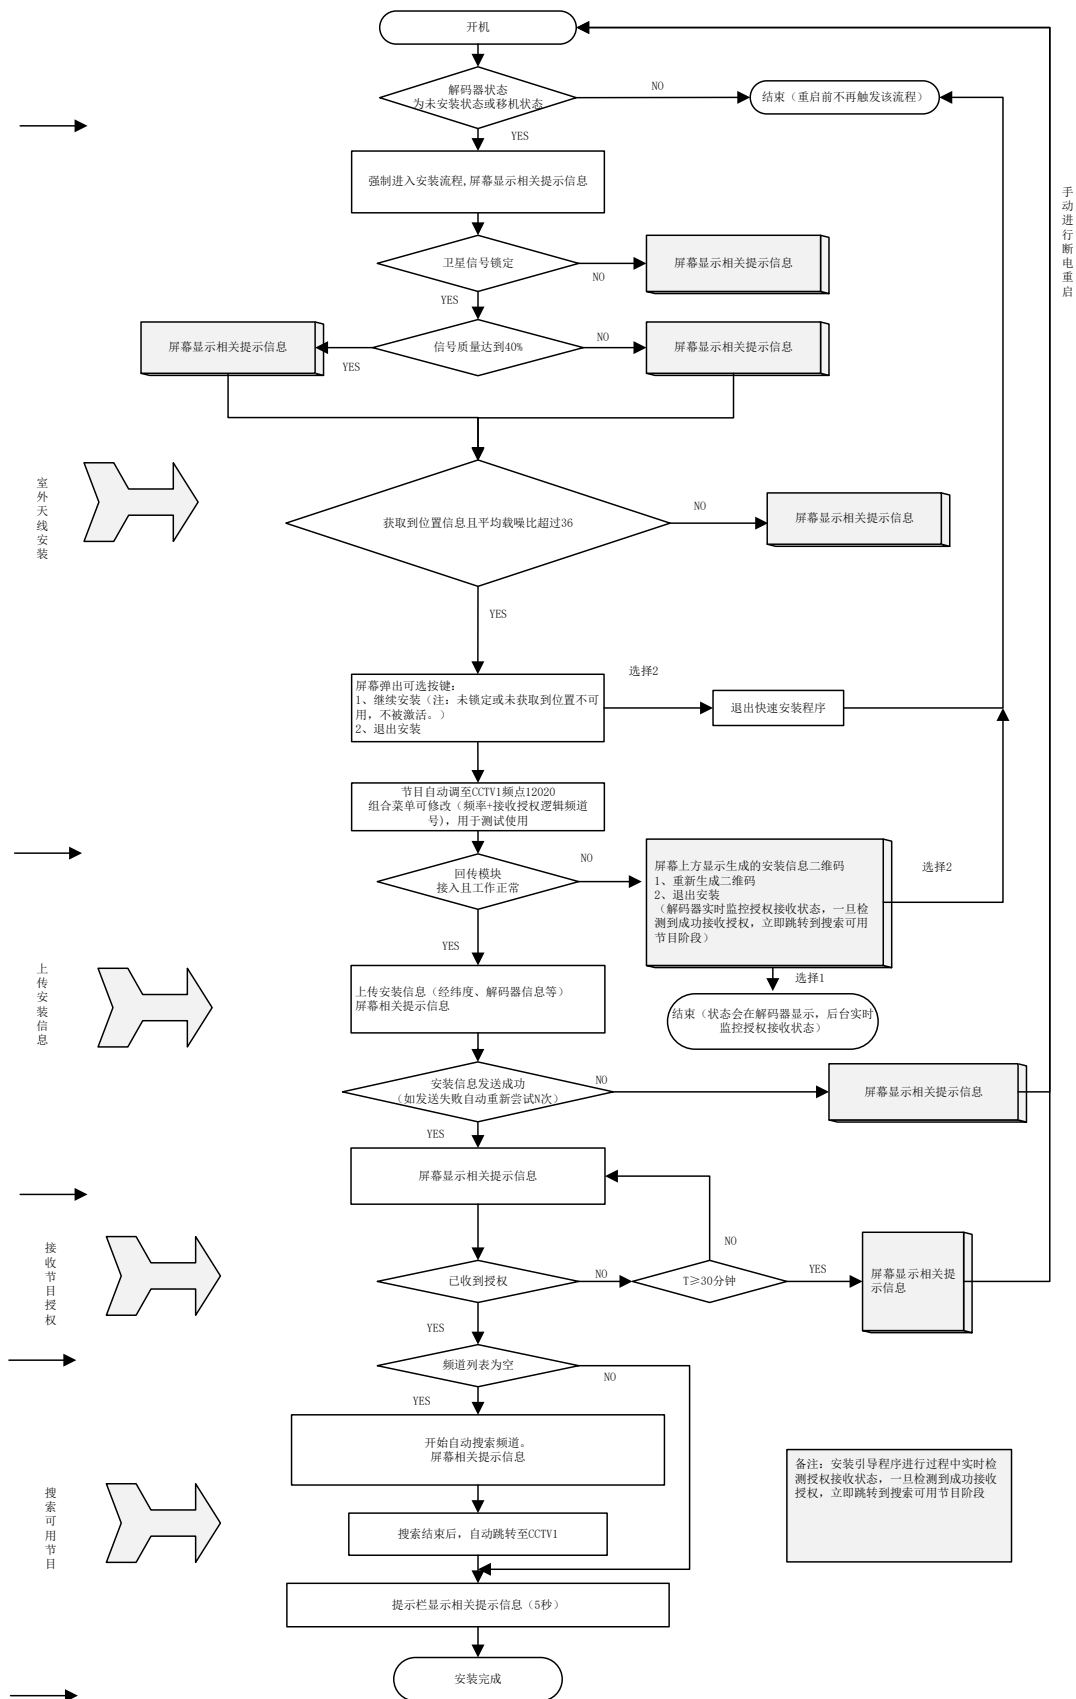 开机
解码器状态
为未安装状态或移机状态
NO
结束（重启前不再触发该流程）
YES
强制进入安装流程,屏幕显示相关提示信息
手动进行断电重启
卫星信号锁定
NO
屏幕显示相关提示信息
YES
屏幕显示相关提示信息
YES
信号质量达到40%
NO
屏幕显示相关提示信息
室外天线安装
获取到位置信息且平均载噪比超过36
NO
屏幕显示相关提示信息
YES
屏幕弹出可选按键：
1、继续安装（注：未锁定或未获取到位置不可
用，不被激活。）
2、退出安装
选择2
退出快速安装程序
节目自动调至CCTV1频点12020
组合菜单可修改（频率+接收授权逻辑频道
号），用于测试使用
回传模块
接入且工作正常
NO
屏幕上方显示生成的安装信息二维码
1、重新生成二维码
2、退出安装
（解码器实时监控授权接收状态，一旦检
测到成功接收授权，立即跳转到搜索可用
节目阶段）
选择2
YES
选择1
上传安装信息
上传安装信息（经纬度、解码器信息等）
屏幕相关提示信息
结束（状态会在解码器显示，后台实时
监控授权接收状态）
安装信息发送成功
（如发送失败自动重新尝试N次）
NO
屏幕显示相关提示信息
YES
屏幕显示相关提示信息
接收节目授权
已收到授权
NO
T≥30分钟
NO
YES
屏幕显示相关提
示信息
YES
频道列表为空
NO
YES
开始自动搜索频道。
屏幕相关提示信息
搜索可用节目
搜索结束后，自动跳转至CCTV1
备注：安装引导程序进行过程中实时检
测授权接收状态，一旦检测到成功接收
授权，立即跳转到搜索可用节目阶段
提示栏显示相关提示信息（5秒）
安装完成